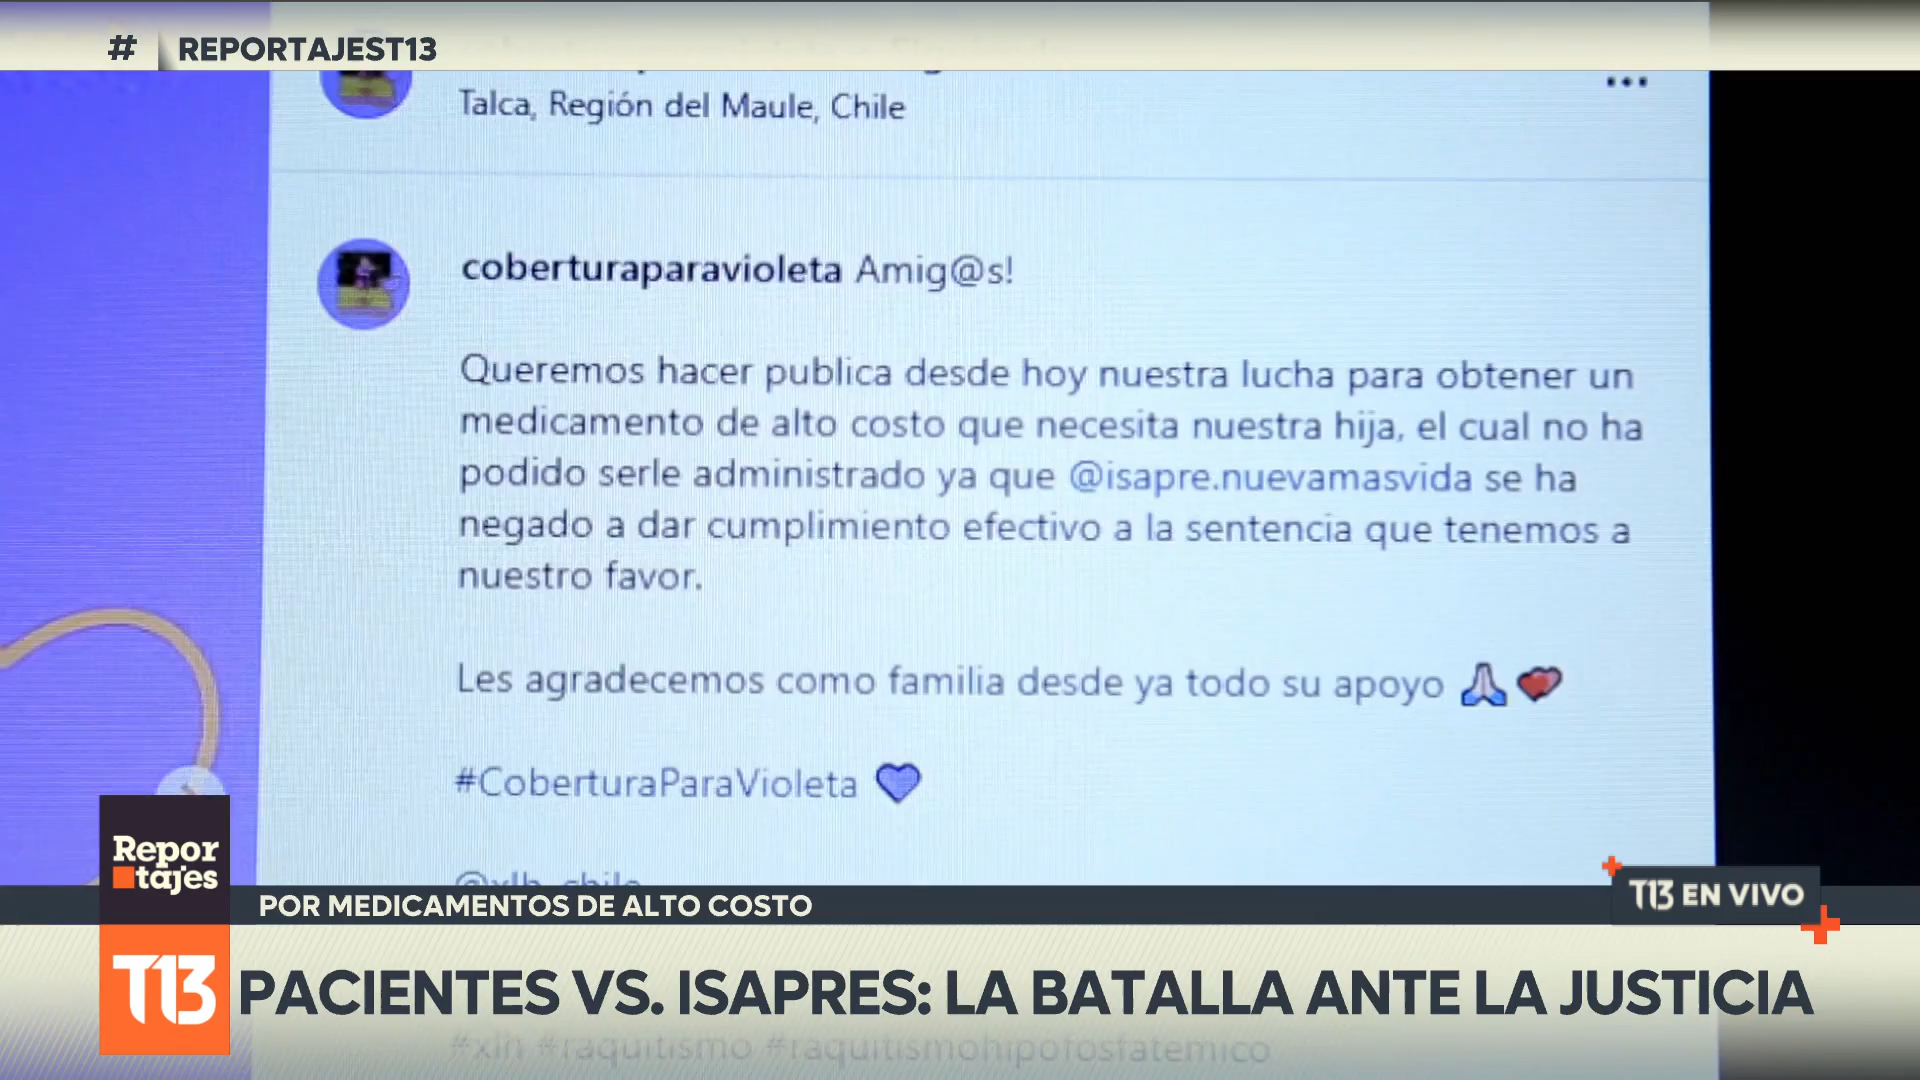 # REPORTAJEST13
Talca, Región del Maule, Chile
coberturaparavioleta Amig@s!
Queremos hacer publica desde hoy nuestra lucha para obtener un
medicamento de alto costo que necesita nuestra hija, el cual no ha
podido serle administrado ya que @isapre.nuevamasvida se ha
negado a dar cumplimiento efectivo a la sentencia que tenemos a
nuestro favor.
Les agradecemos como familia desde ya todo su apoyo 🙏❤️
#CoberturaParaVioleta 💜
@xlh_chile
Repor
tajes
POR MEDICAMENTOS DE ALTO COSTO
T13 EN VIVO
T13
PACIENTES VS. ISAPRES: LA BATALLA ANTE LA JUSTICIA
#xlh #raquitismo #raquitismohipofosfatemico